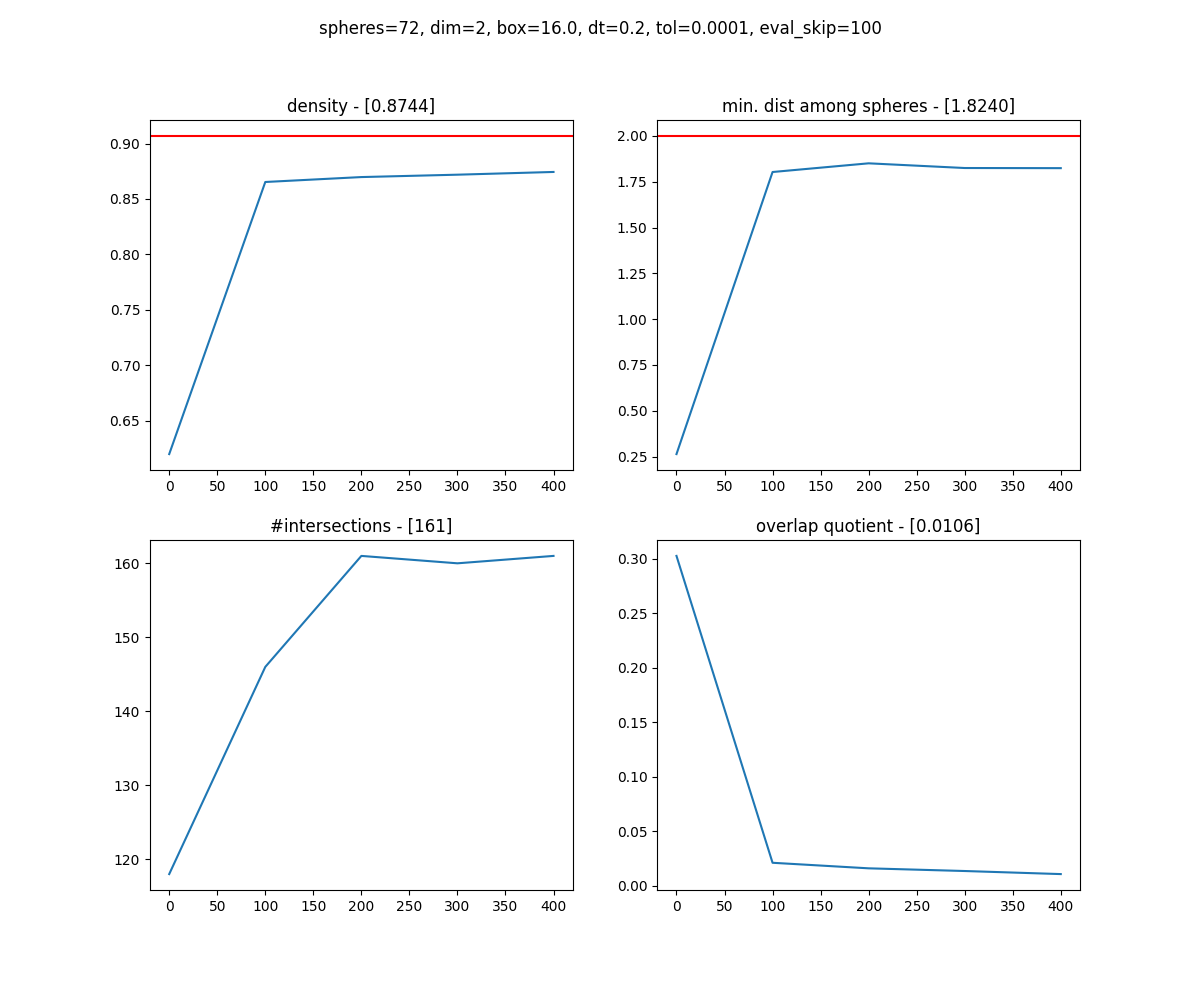 spheres=72, dim=2, box=16.0, dt=0.2, tol=0.0001, eval_skip=100
density - [0.8744]
0.90
0.85
0.80
0.75
0.70
0.65
0 50 100 150 200 250 300 350 400
min. dist among spheres - [1.8240]
2.00
1.75
1.50
1.25
1.00
0.75
0.50
0.25
0 50 100 150 200 250 300 350 400
#intersections - [161]
160
150
140
130
120
0 50 100 150 200 250 300 350 400
overlap quotient - [0.0106]
0.30
0.25
0.20
0.15
0.10
0.05
0.00
0 50 100 150 200 250 300 350 400